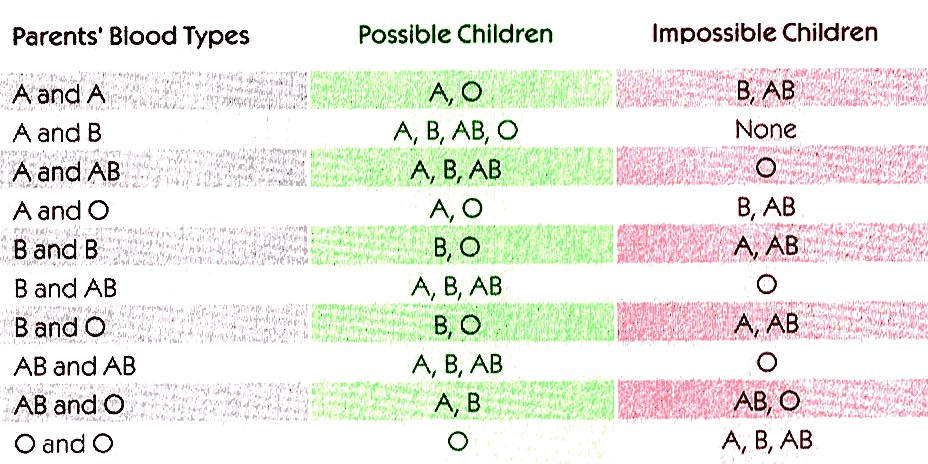 Parents' Blood Types Possible Children Impossible Children
A and A A, O B, AB
A and B A, B, AB, O None
A and AB A, B, AB O
A and O A, O B, AB
B and B B, O A, AB
B and AB A, B, AB O
B and O B, O A, AB
AB and AB A, B, AB O
AB and O A, B AB, O
O and O O A, B, AB